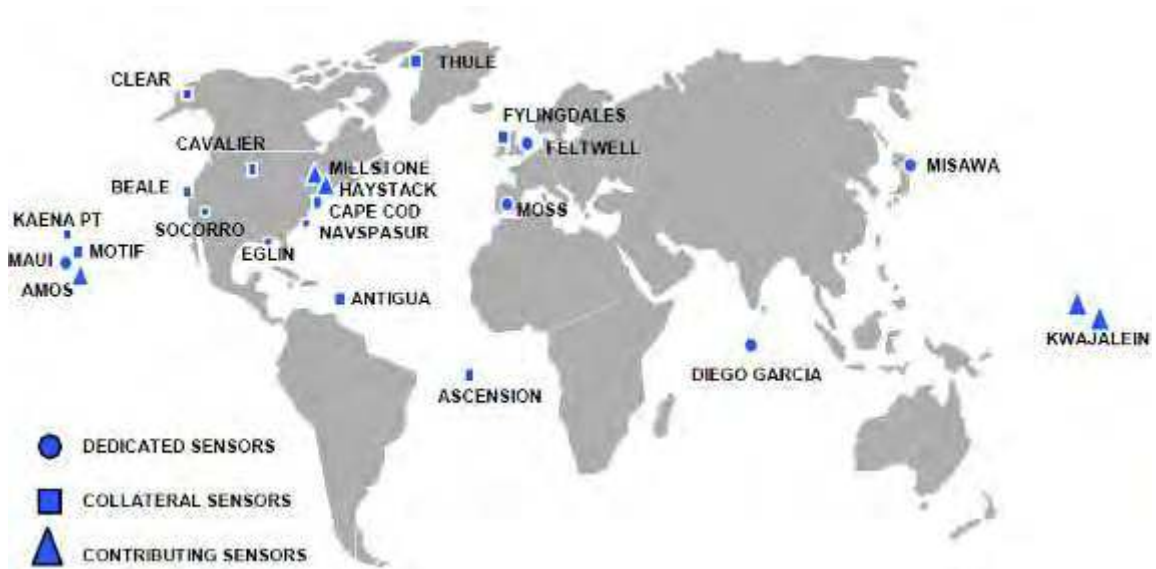 THULE
CLEAR
FYLINGDALES
CAVALIER
FELTWELL
MILLSTONE
MISAWA
BEALE
HAYSTACK
CAPE COD
MOSS
KAENA PT
SOCORRO
NAVSPASUR
MOTIF
EGLIN
MAUI
AMOS
ANTIGUA
KWAJALEIN
DIEGO GARCIA
ASCENSION
DEDICATED SENSORS
COLLATERAL SENSORS
CONTRIBUTING SENSORS